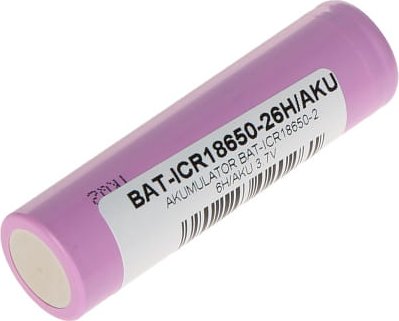 BAT-ICR18650-26H/AKU
AKUMULATOR BAT-ICR18650-2
6H/AKU 3.7V